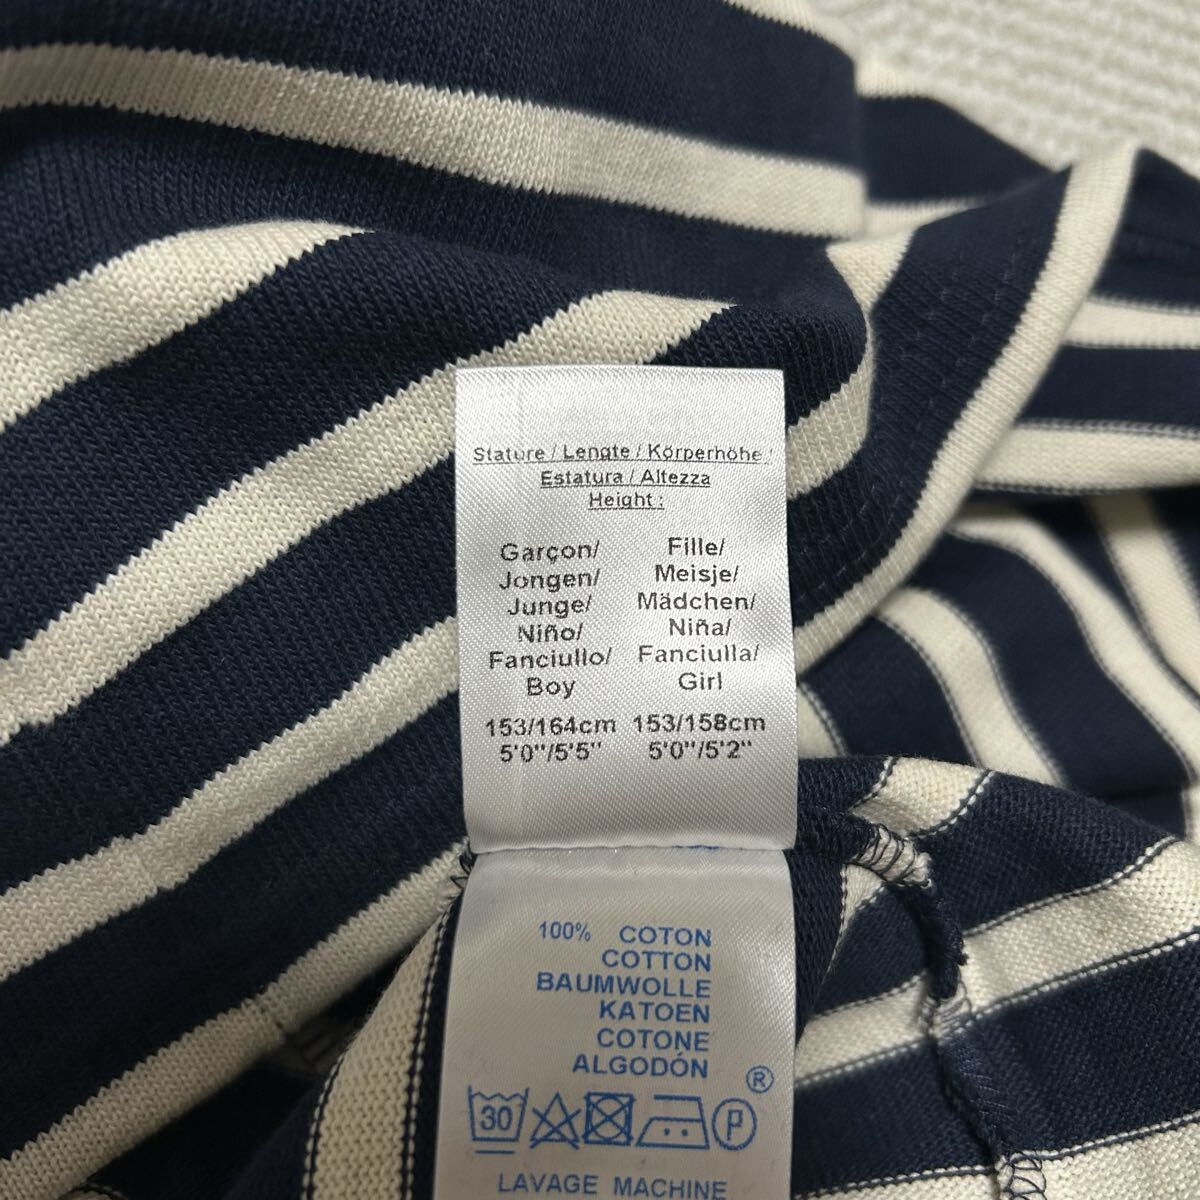 Stature / Lengte / Körperhöhe /
Estatura / Altezza
Height :
Garçon/
Jongen/
Junge/
Niño/
Fanciullo/
Boy
153/164cm
5'0''/5'5''
Fille/
Meisje/
Mädchen/
Niña/
Fanciulla/
Girl
153/158cm
5'0''/5'2''
100% COTON
COTTON
BAUMWOLLE
KATOEN
COTONE
ALGODÓN
®
30
P
LAVAGE MACHINE